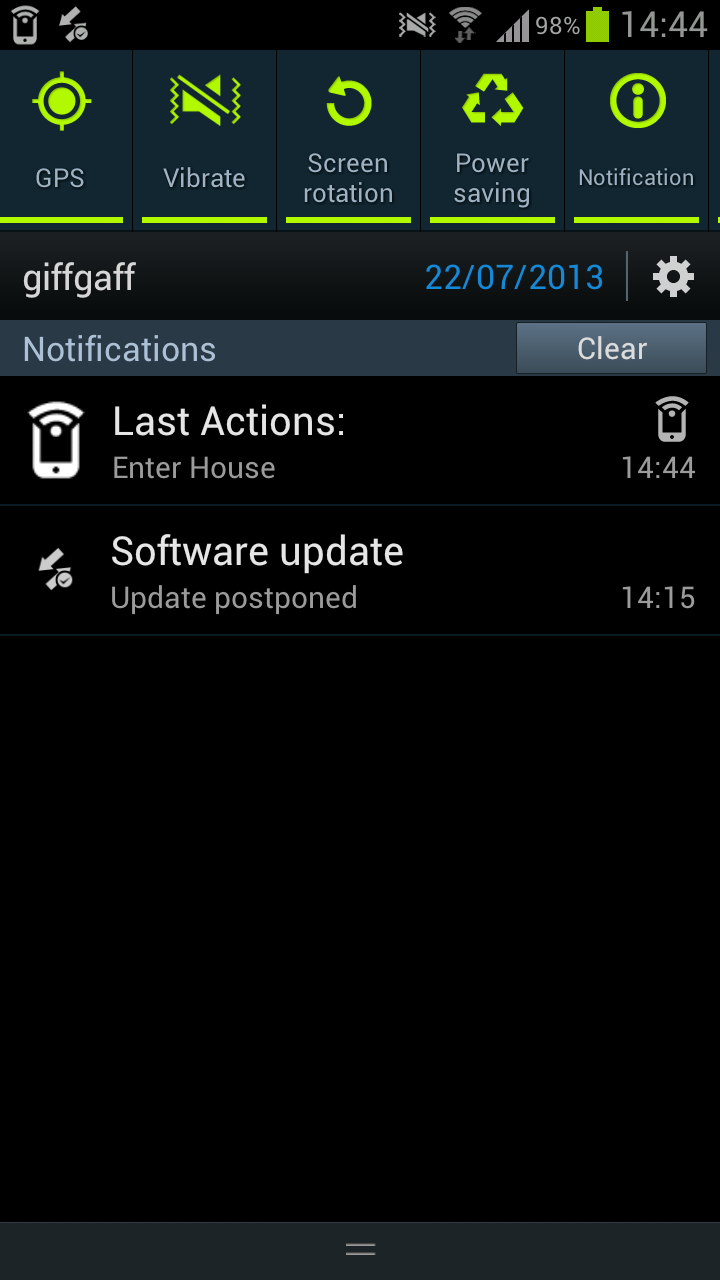 98% 14:44
GPS
Vibrate
Screen
rotation
Power
saving
Notification
giffgaff 22/07/2013
Notifications Clear
Last Actions:
Enter House 14:44
Software update
Update postponed 14:15